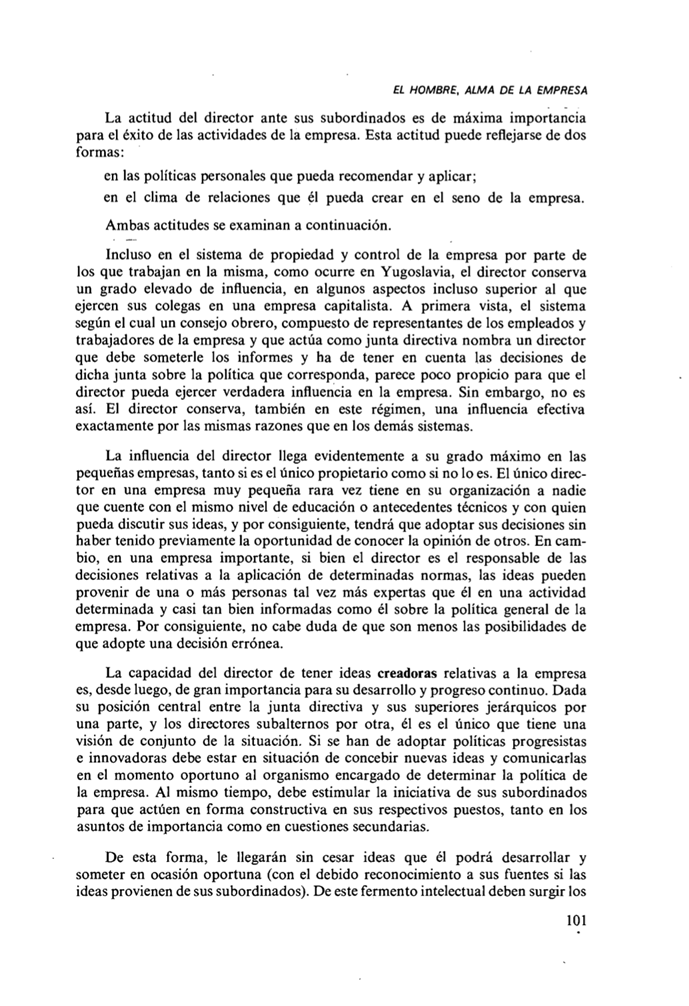 EL HOMBRE, ALMA DE LA EMPRESA
La actitud del director ante sus subordinados es de máxima importancia
para el éxito de las actividades de la empresa. Esta actitud puede reflejarse de dos
formas:
en las políticas personales que pueda recomendar y aplicar;
en el clima de relaciones que él pueda crear en el seno de la empresa.
Ambas actitudes se examinan a continuación.
Incluso en el sistema de propiedad y control de la empresa por parte de
los que trabajan en la misma, como ocurre en Yugoslavia, el director conserva
un grado elevado de influencia, en algunos aspectos incluso superior al que
ejercen sus colegas en una empresa capitalista. A primera vista, el sistema
según el cual un consejo obrero, compuesto de representantes de los empleados y
trabajadores de la empresa y que actúa como junta directiva nombra un director
que debe someterle los informes y ha de tener en cuenta las decisiones de
dicha junta sobre la política que corresponda, parece poco propicio para que el
director pueda ejercer verdadera influencia en la empresa. Sin embargo, no es
así. El director conserva, también en este régimen, una influencia efectiva
exactamente por las mismas razones que en los demás sistemas.
La influencia del director llega evidentemente a su grado máximo en las
pequeñas empresas, tanto si es el único propietario como si no lo es. El único direc-
tor en una empresa muy pequeña rara vez tiene en su organización a nadie
que cuente con el mismo nivel de educación o antecedentes técnicos y con quien
pueda discutir sus ideas, y por consiguiente, tendrá que adoptar sus decisiones sin
haber tenido previamente la oportunidad de conocer la opinión de otros. En cam-
bio, en una empresa importante, si bien el director es el responsable de las
decisiones relativas a la aplicación de determinadas normas, las ideas pueden
provenir de una o más personas tal vez más expertas que él en una actividad
determinada y casi tan bien informadas como él sobre la política general de la
empresa. Por consiguiente, no cabe duda de que son menos las posibilidades de
que adopte una decisión errónea.
La capacidad del director de tener ideas creadoras relativas a la empresa
es, desde luego, de gran importancia para su desarrollo y progreso continuo. Dada
su posición central entre la junta directiva y sus superiores jerárquicos por
una parte, y los directores subalternos por otra, él es el único que tiene una
visión de conjunto de la situación. Si se han de adoptar políticas progresistas
e innovadoras debe estar en situación de concebir nuevas ideas y comunicarlas
en el momento oportuno al organismo encargado de determinar la política de
la empresa. Al mismo tiempo, debe estimular la iniciativa de sus subordinados
para que actúen en forma constructiva en sus respectivos puestos, tanto en los
asuntos de importancia como en cuestiones secundarias.
De esta forma, le llegarán sin cesar ideas que él podrá desarrollar y
someter en ocasión oportuna (con el debido reconocimiento a sus fuentes si las
ideas provienen de sus subordinados). De este fermento intelectual deben surgir los
101